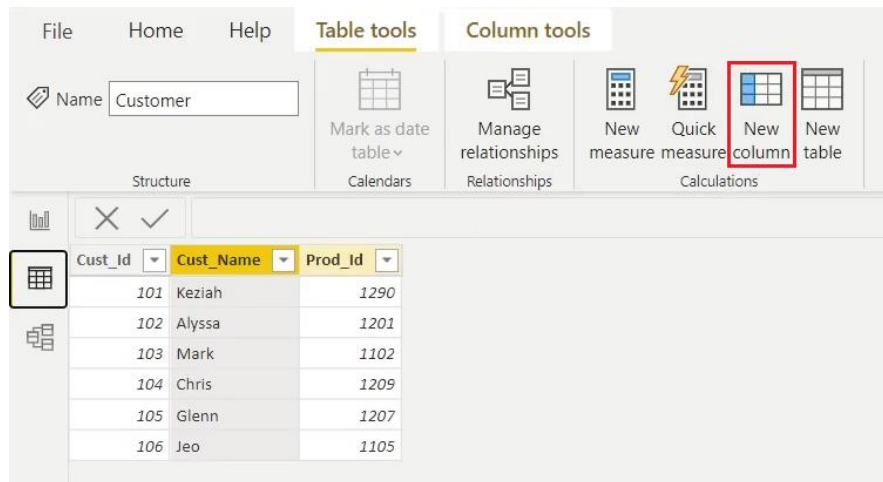 File Home Help Table tools Column tools
Name Customer
Mark as date table
Manage relationships
New measure
Quick measure
New column
New table
Structure Calendars Relationships Calculations
Cust_Id Cust_Name Prod_Id
101 Keziah 1290
102 Alyssa 1201
103 Mark 1102
104 Chris 1209
105 Glenn 1207
106 Jeo 1105